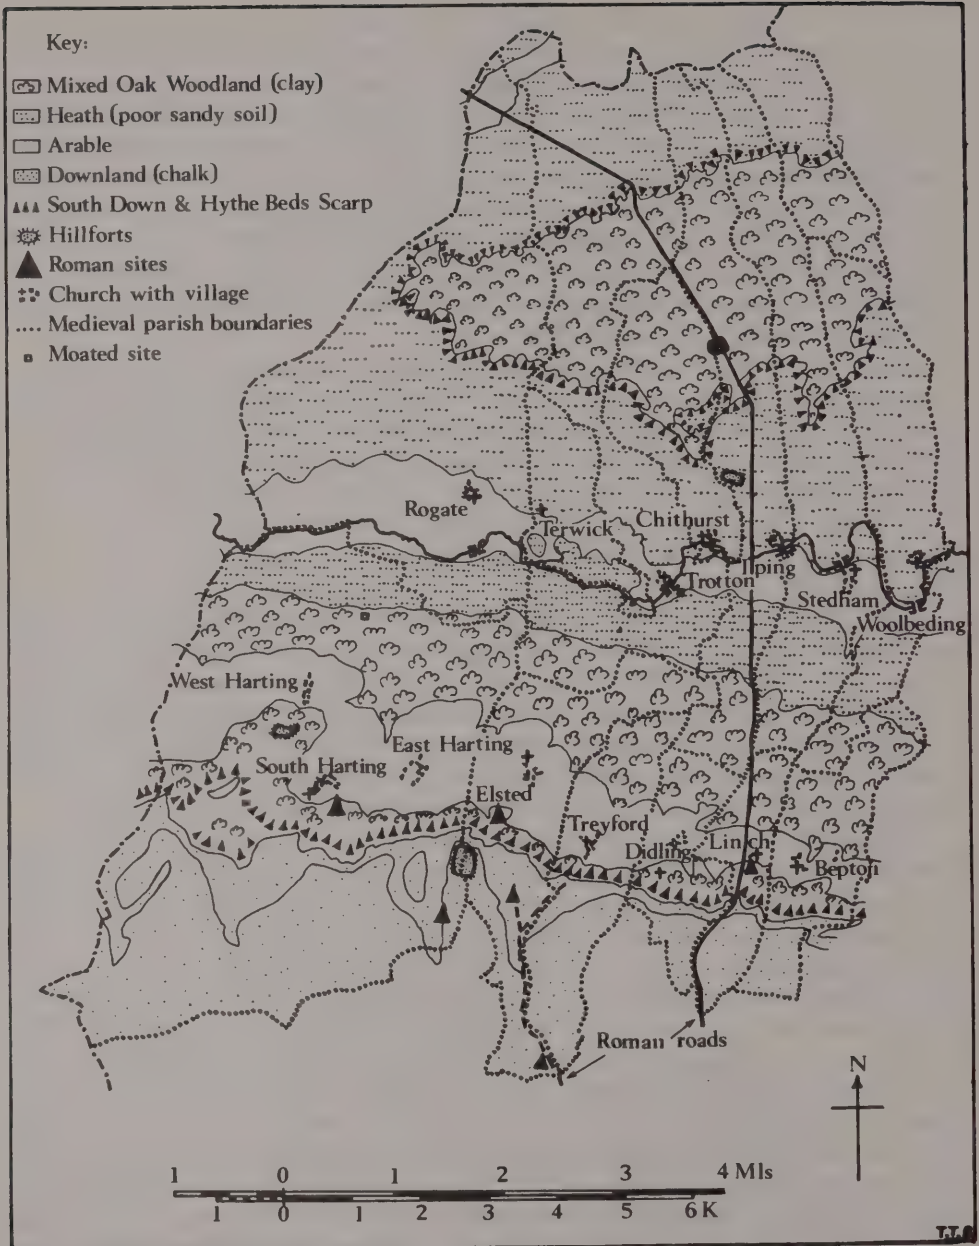 Key:
Mixed Oak Woodland (clay)
Heath (poor sandy soil)
Arable
Downland (chalk)
South Down & Hythe Beds Scarp
Hillforts
Roman sites
Church with village
Medieval parish boundaries
Moated site
Rogate
Terwick
Chithurst
Trotton
Iping
Stedham
Woolbeding
West Harting
East Harting
South Harting
Elsted
Treyford
Didling
Linch
Bepton
Roman roads
N
1 0 1 2 3 4 Mls
1 0 1 2 3 4 5 6 K